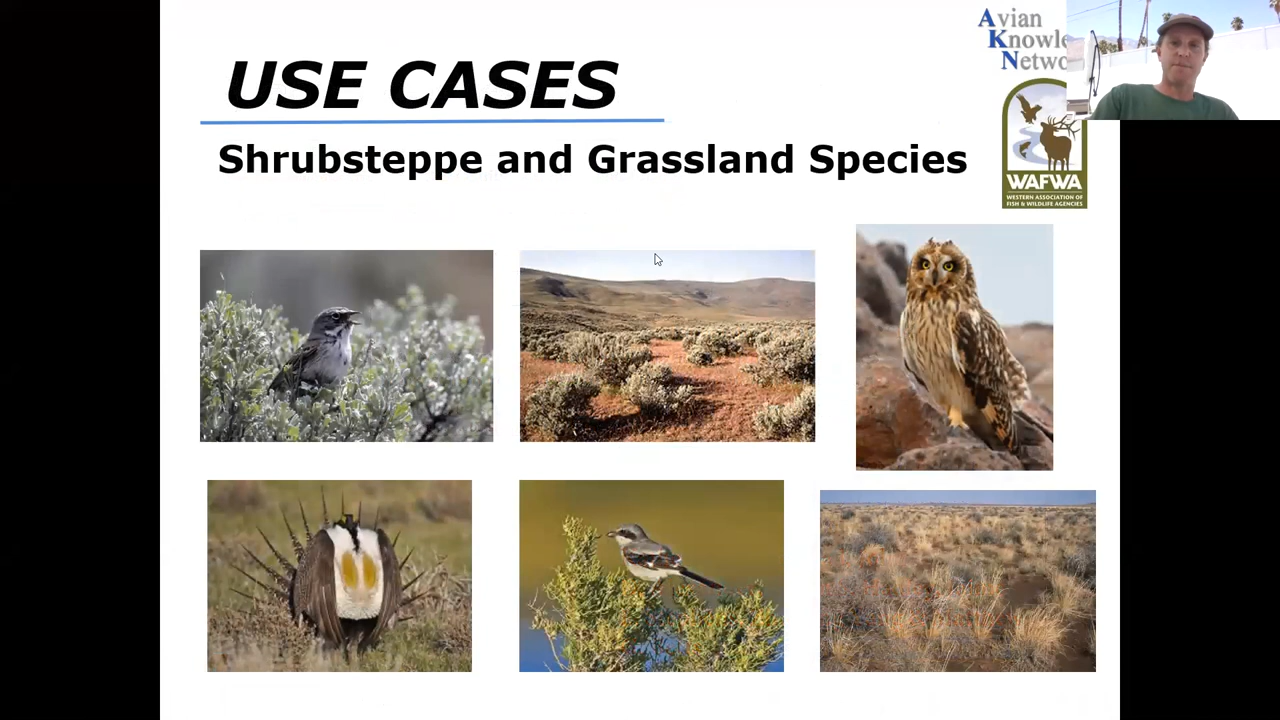 USE CASES
Shrubsteppe and Grassland Species
Avian
Knowle
Netwo
WAFWA
WESTERN ASSOCIATION OF
FISH & WILDLIFE AGENCIES